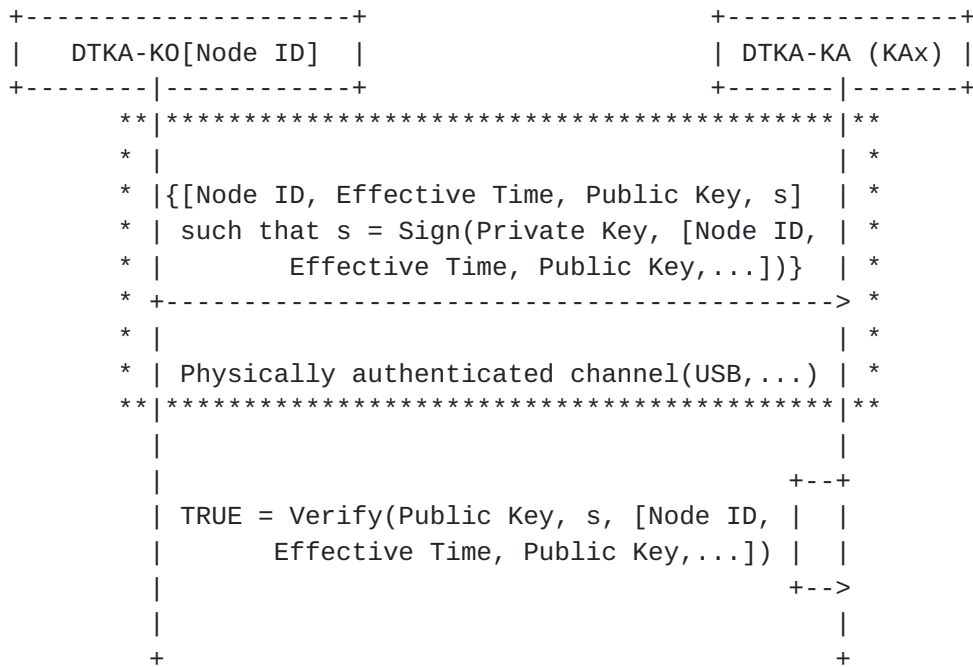 DTKA-KO[Node ID]
DTKA-KA (KAx)
{[Node ID, Effective Time, Public Key, s]
such that s = Sign(Private Key, [Node ID,
Effective Time, Public Key,...])}
Physically authenticated channel(USB,...)
TRUE = Verify(Public Key, s, [Node ID,
Effective Time, Public Key,...])